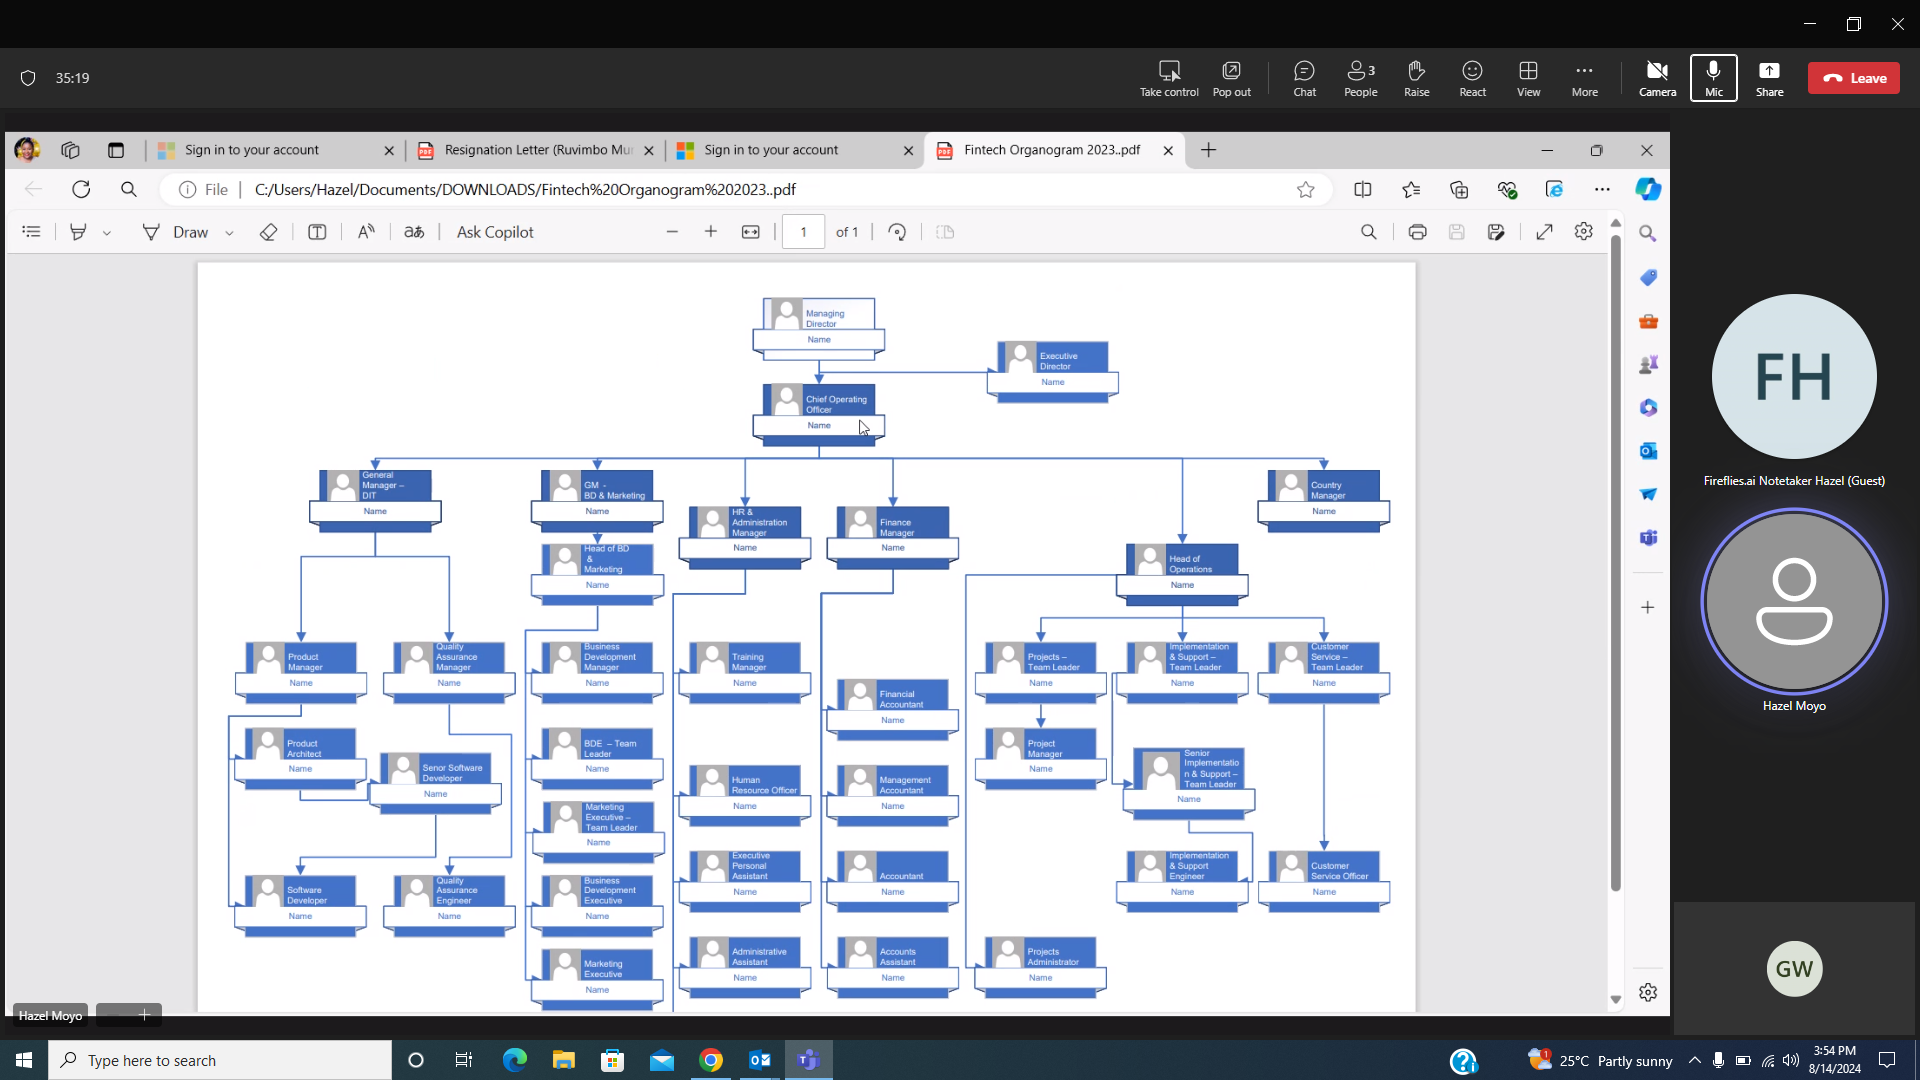 35:19
Take control
Pop out
Chat
3
People
Raise
React
View
More
Camera
Mic
Share
Leave
Sign in to your account
Resignation Letter (Ruvimbo Mu
Sign in to your account
Fintech Organogram 2023..pdf
File
C:/Users/Hazel/Documents/DOWNLOADS/Fintech%20Organogram%202023..pdf
Draw
Ask Copilot
1
of 1
Managing
Director
Name
Executive
Director
Name
Chief Operating
Officer
Name
General
Manager –
DIT
Name
GM -
BD & Marketing
Name
HR &
Administration
Manager
Name
Finance
Manager
Name
Country
Manager
Name
Head of BD
&
Marketing
Name
Head of
Operations
Name
Product
Manager
Name
Quality
Assurance
Manager
Name
Business
Development
Manager
Name
Training
Manager
Name
Financial
Accountant
Name
Projects –
Team Leader
Name
Implementation
& Support –
Team Leader
Name
Customer
Service –
Team Leader
Name
Product
Architect
Name
Senor Software
Developer
Name
BDE – Team
Leader
Name
Human
Resource Officer
Name
Management
Accountant
Name
Project
Manager
Name
Senior
Implementatio
n & Support –
Team Leader
Name
Marketing
Executive –
Team Leader
Name
Software
Developer
Name
Quality
Assurance
Engineer
Name
Business
Development
Executive
Name
Executive
Personal
Assistant
Name
Accountant
Name
Implementation
& Support
Engineer
Name
Customer
Service Officer
Name
Marketing
Executive
Name
Administrative
Assistant
Name
Accounts
Assistant
Name
Projects
Administrator
Name
FH
Fireflies.ai Notetaker Hazel (Guest)
Hazel Moyo
GW
Hazel Moyo
Type here to search
1
25°C Partly sunny
3:54 PM
8/14/2024